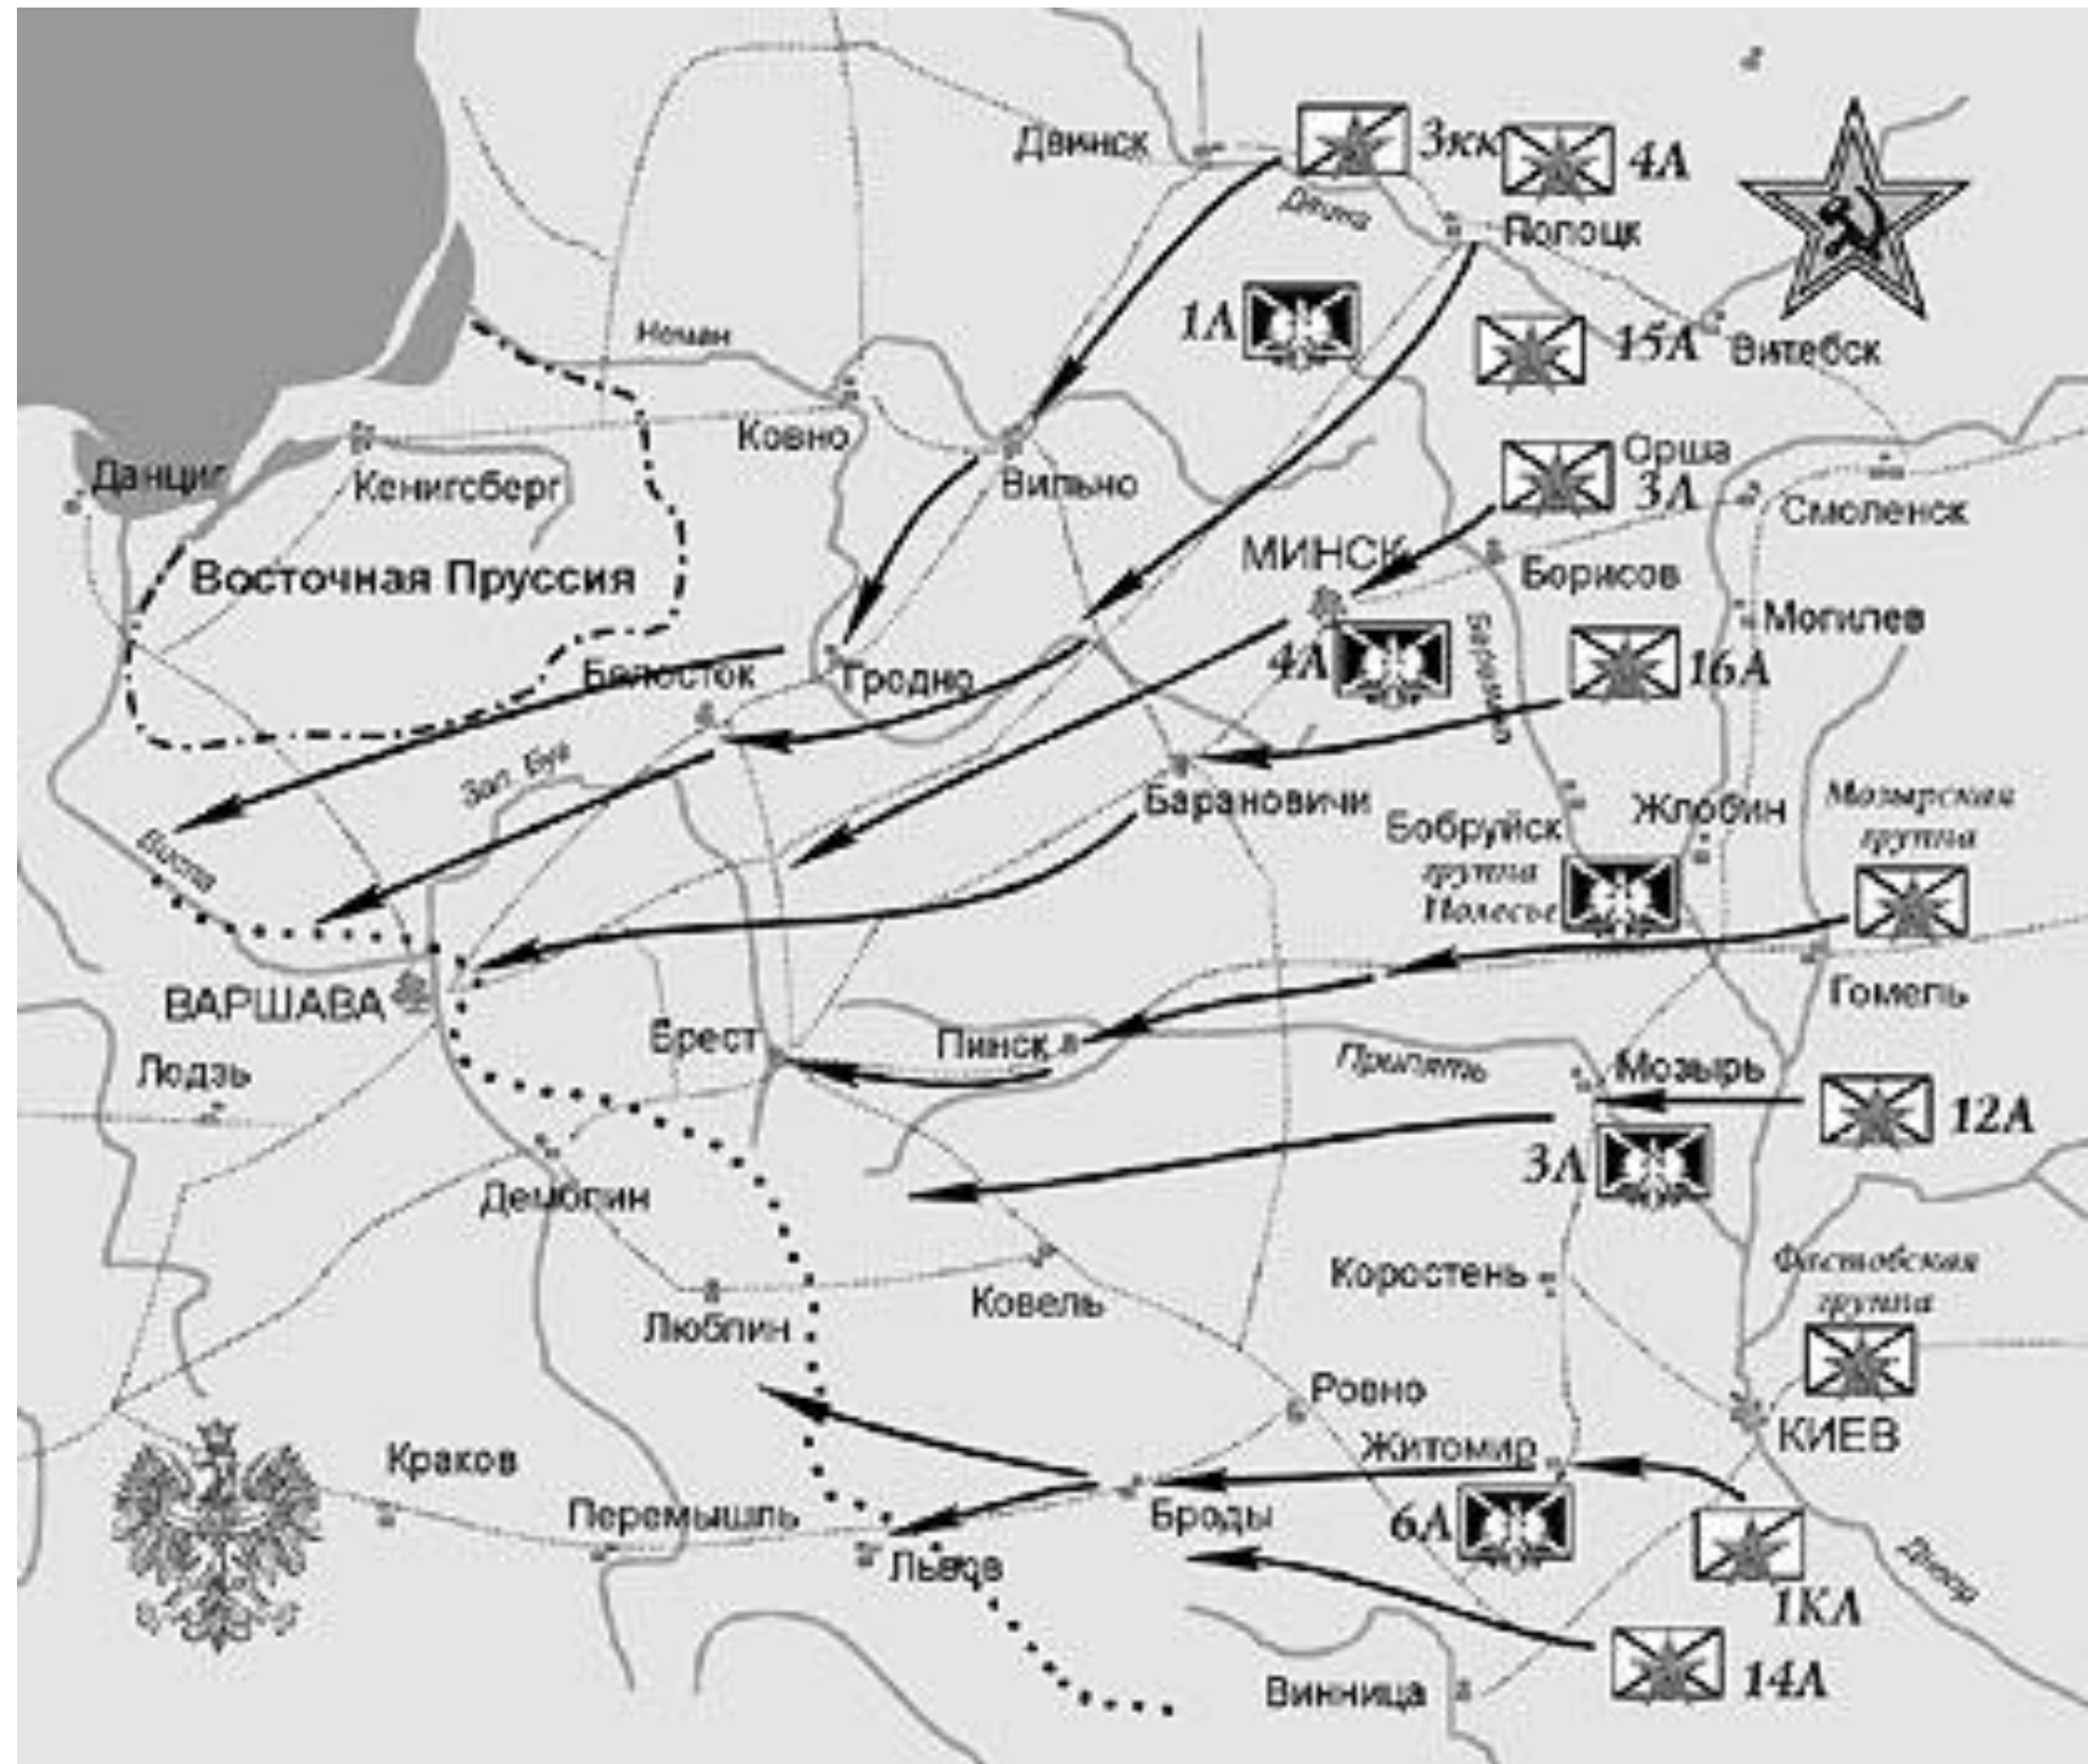 Двинск
3кк
4А
Двина
Полоцк
1А
15А
Витебск
Неман
Ковно
Орша
3А
Данциг
Кенигсберг
Вильно
Смоленск
МИНСК
Борисов
Восточная Пруссия
Могилев
4А
16А
Белосток
Гродно
Зап. Буг
Барановичи
Бобруйск
Жлобин
Мозырская
группа
Висла
группа
Полесье
ВАРШАВА
Гомель
Брест
Пинск
Лодзь
Припять
Мозырь
12А
3А
Демблин
Фастовская
группа
Коростень
Ковель
Люблин
Ровно
КИЕВ
Житомир
Краков
Перемышль
Броды
6А
Львов
Днепр
1КА
Винница
14А